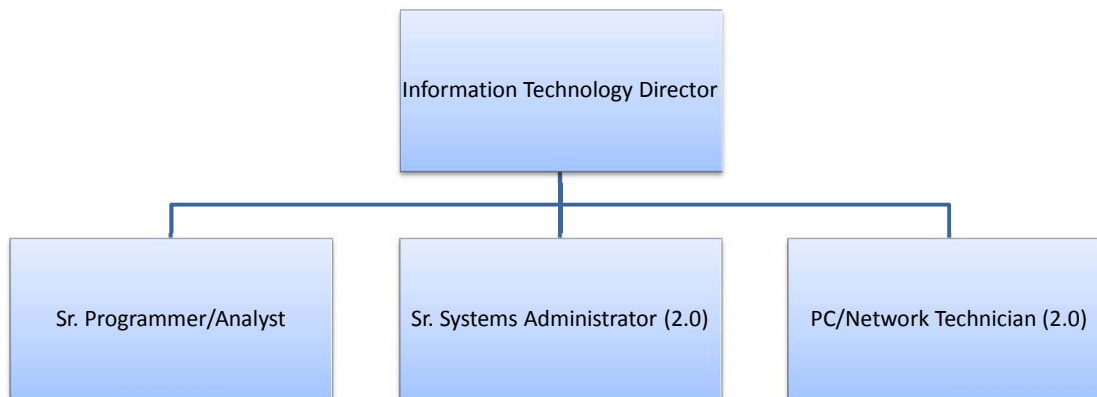 Information Technology Director
Sr. Programmer/Analyst
Sr. Systems Administrator (2.0)
PC/Network Technician (2.0)